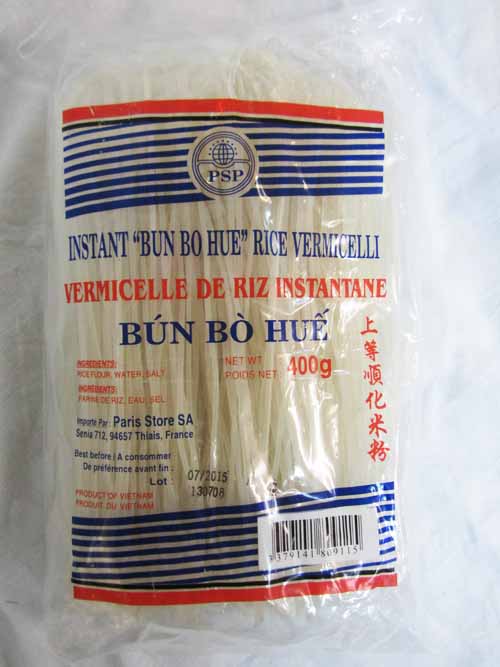 PSP
INSTANT "BUN BO HUE" RICE VERMICELLI
VERMICELLE DE RIZ INSTANTANE
BÚN BÒ HUẾ
上等順化米粉
INGREDIENTS:
RICE FLOUR, WATER, SALT
INGREDIENTS:
FARINE DE RIZ, EAU, SEL
NET WT
POIDS NET
400g
Importé Par : Paris Store SA
Senia 712, 94657 Thiais, France
Best before / A consommer
De préférence avant fin : 07/2015
Lot : 130708
PRODUCT OF VIETNAM
PRODUIT DU VIETNAM
3 379141 809115